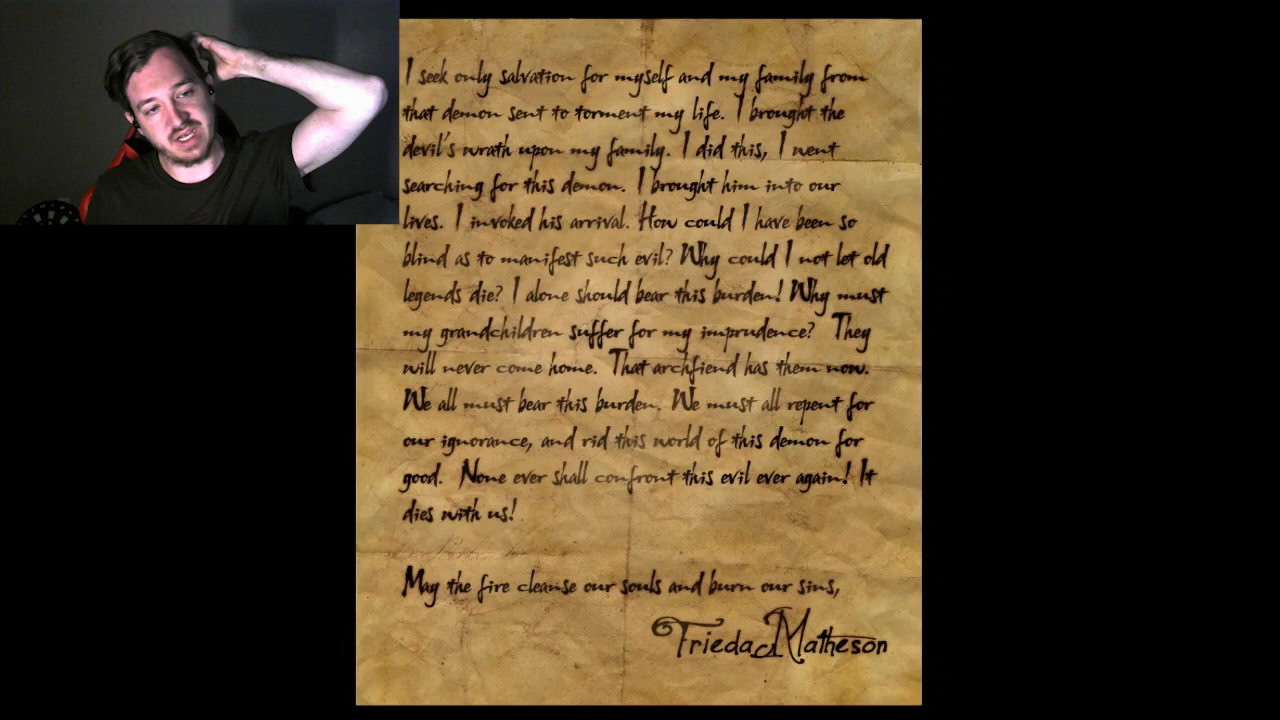 I seek only salvation for myself and my family from
that demon sent to torment my life. I brought the
devil's wrath upon my family. I did this, I went
searching for this demon. I brought him into our
lives. I invoked his arrival. How could I have been so
blind as to manifest such evil? Why could I not let old
legends die? I alone should bear this burden! Why must
my grandchildren suffer for my imprudence? They
will never come home. That archfiend has them now.
We all must bear this burden. We must all repent for
our ignorance, and rid this world of this demon for
good. None ever shall confront this evil ever again! It
dies with us!
May the fire cleanse our souls and burn our sins,
Frieda Matheson